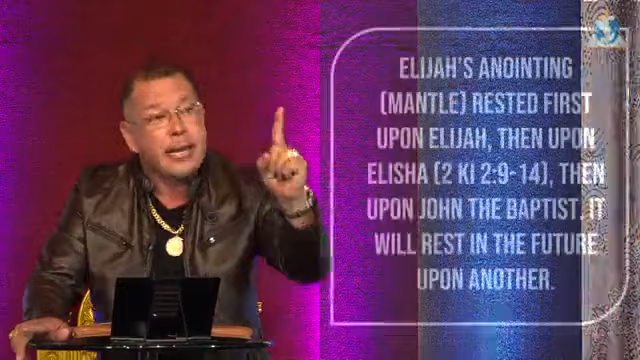 ELIJAH'S ANOINTING
(MANTLE) RESTED FIRST
UPON ELIJAH, THEN UPON
ELISHA (2 KI 2:9-14), THEN
UPON JOHN THE BAPTIST. IT
WILL REST IN THE FUTURE
UPON ANOTHER.